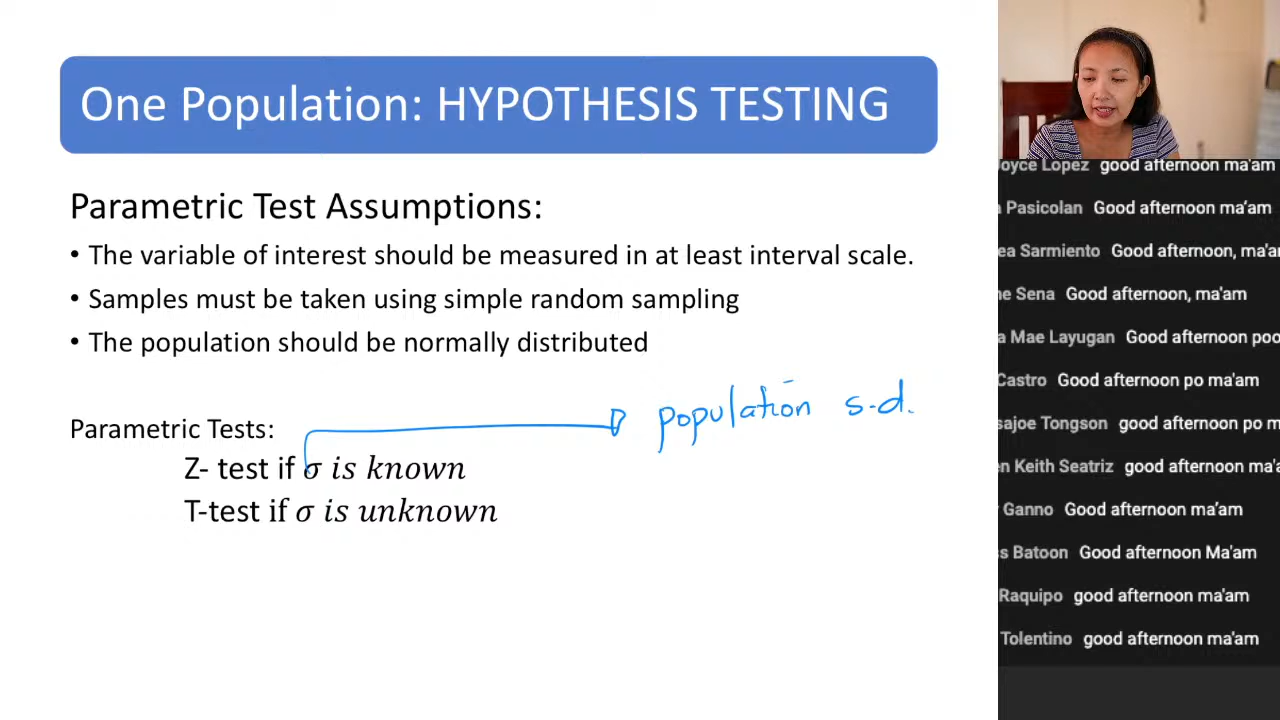 One Population: HYPOTHESIS TESTING
Parametric Test Assumptions:
• The variable of interest should be measured in at least interval scale.
• Samples must be taken using simple random sampling
• The population should be normally distributed
population s.d.
Parametric Tests:
Z- test if σ is known
T-test if σ is unknown
Joyce Lopez good afternoon ma'am
Pasicolan Good afternoon ma'am
Sarmiento Good afternoon, ma'am
Sena Good afternoon, ma'am
Mae Layugan Good afternoon poo
Castro Good afternoon po ma'am
Tongson good afternoon po m
Keith Seatriz good afternoon ma'a
Ganno Good afternoon ma'am
Batoon Good afternoon Ma'am
Raquipo good afternoon ma'am
Tolentino good afternoon ma'am